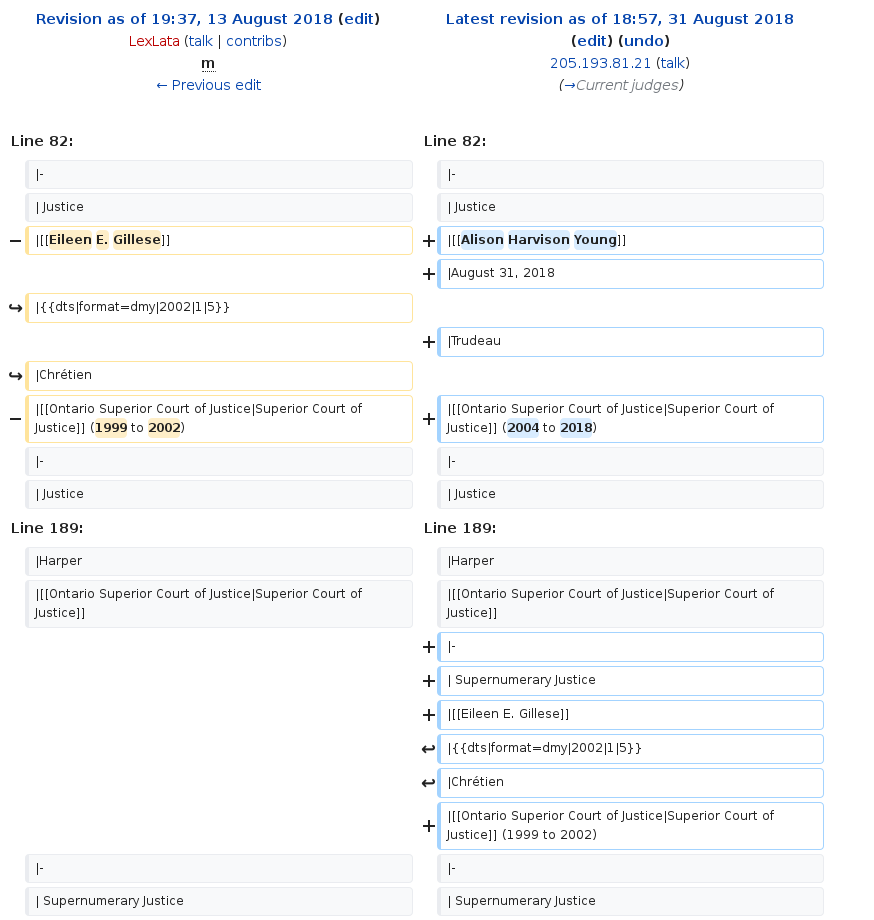 Revision as of 19:37, 13 August 2018 (edit)
LexLata (talk | contribs)
m
← Previous edit
Latest revision as of 18:57, 31 August 2018
(edit) (undo)
205.193.81.21 (talk)
(→Current judges)
Line 82:
Line 82:
|-
|-
| Justice
| Justice
− |[[Eileen E. Gillese]]
+ |[[Alison Harvison Young]]
+ |August 31, 2018
↪ |{{dts|format=dmy|2002|1|5}}
+ |Trudeau
↪ |Chrétien
− |[[Ontario Superior Court of Justice|Superior Court of
Justice]] (1999 to 2002)
+ |[[Ontario Superior Court of Justice|Superior Court of
Justice]] (2004 to 2018)
|-
|-
| Justice
| Justice
Line 189:
Line 189:
|Harper
|Harper
|[[Ontario Superior Court of Justice|Superior Court of
Justice]]
|[[Ontario Superior Court of Justice|Superior Court of
Justice]]
+ |-
+ | Supernumerary Justice
+ |[[Eileen E. Gillese]]
↩ |{{dts|format=dmy|2002|1|5}}
↩ |Chrétien
+ |[[Ontario Superior Court of Justice|Superior Court of
Justice]] (1999 to 2002)
|-
|-
| Supernumerary Justice
| Supernumerary Justice